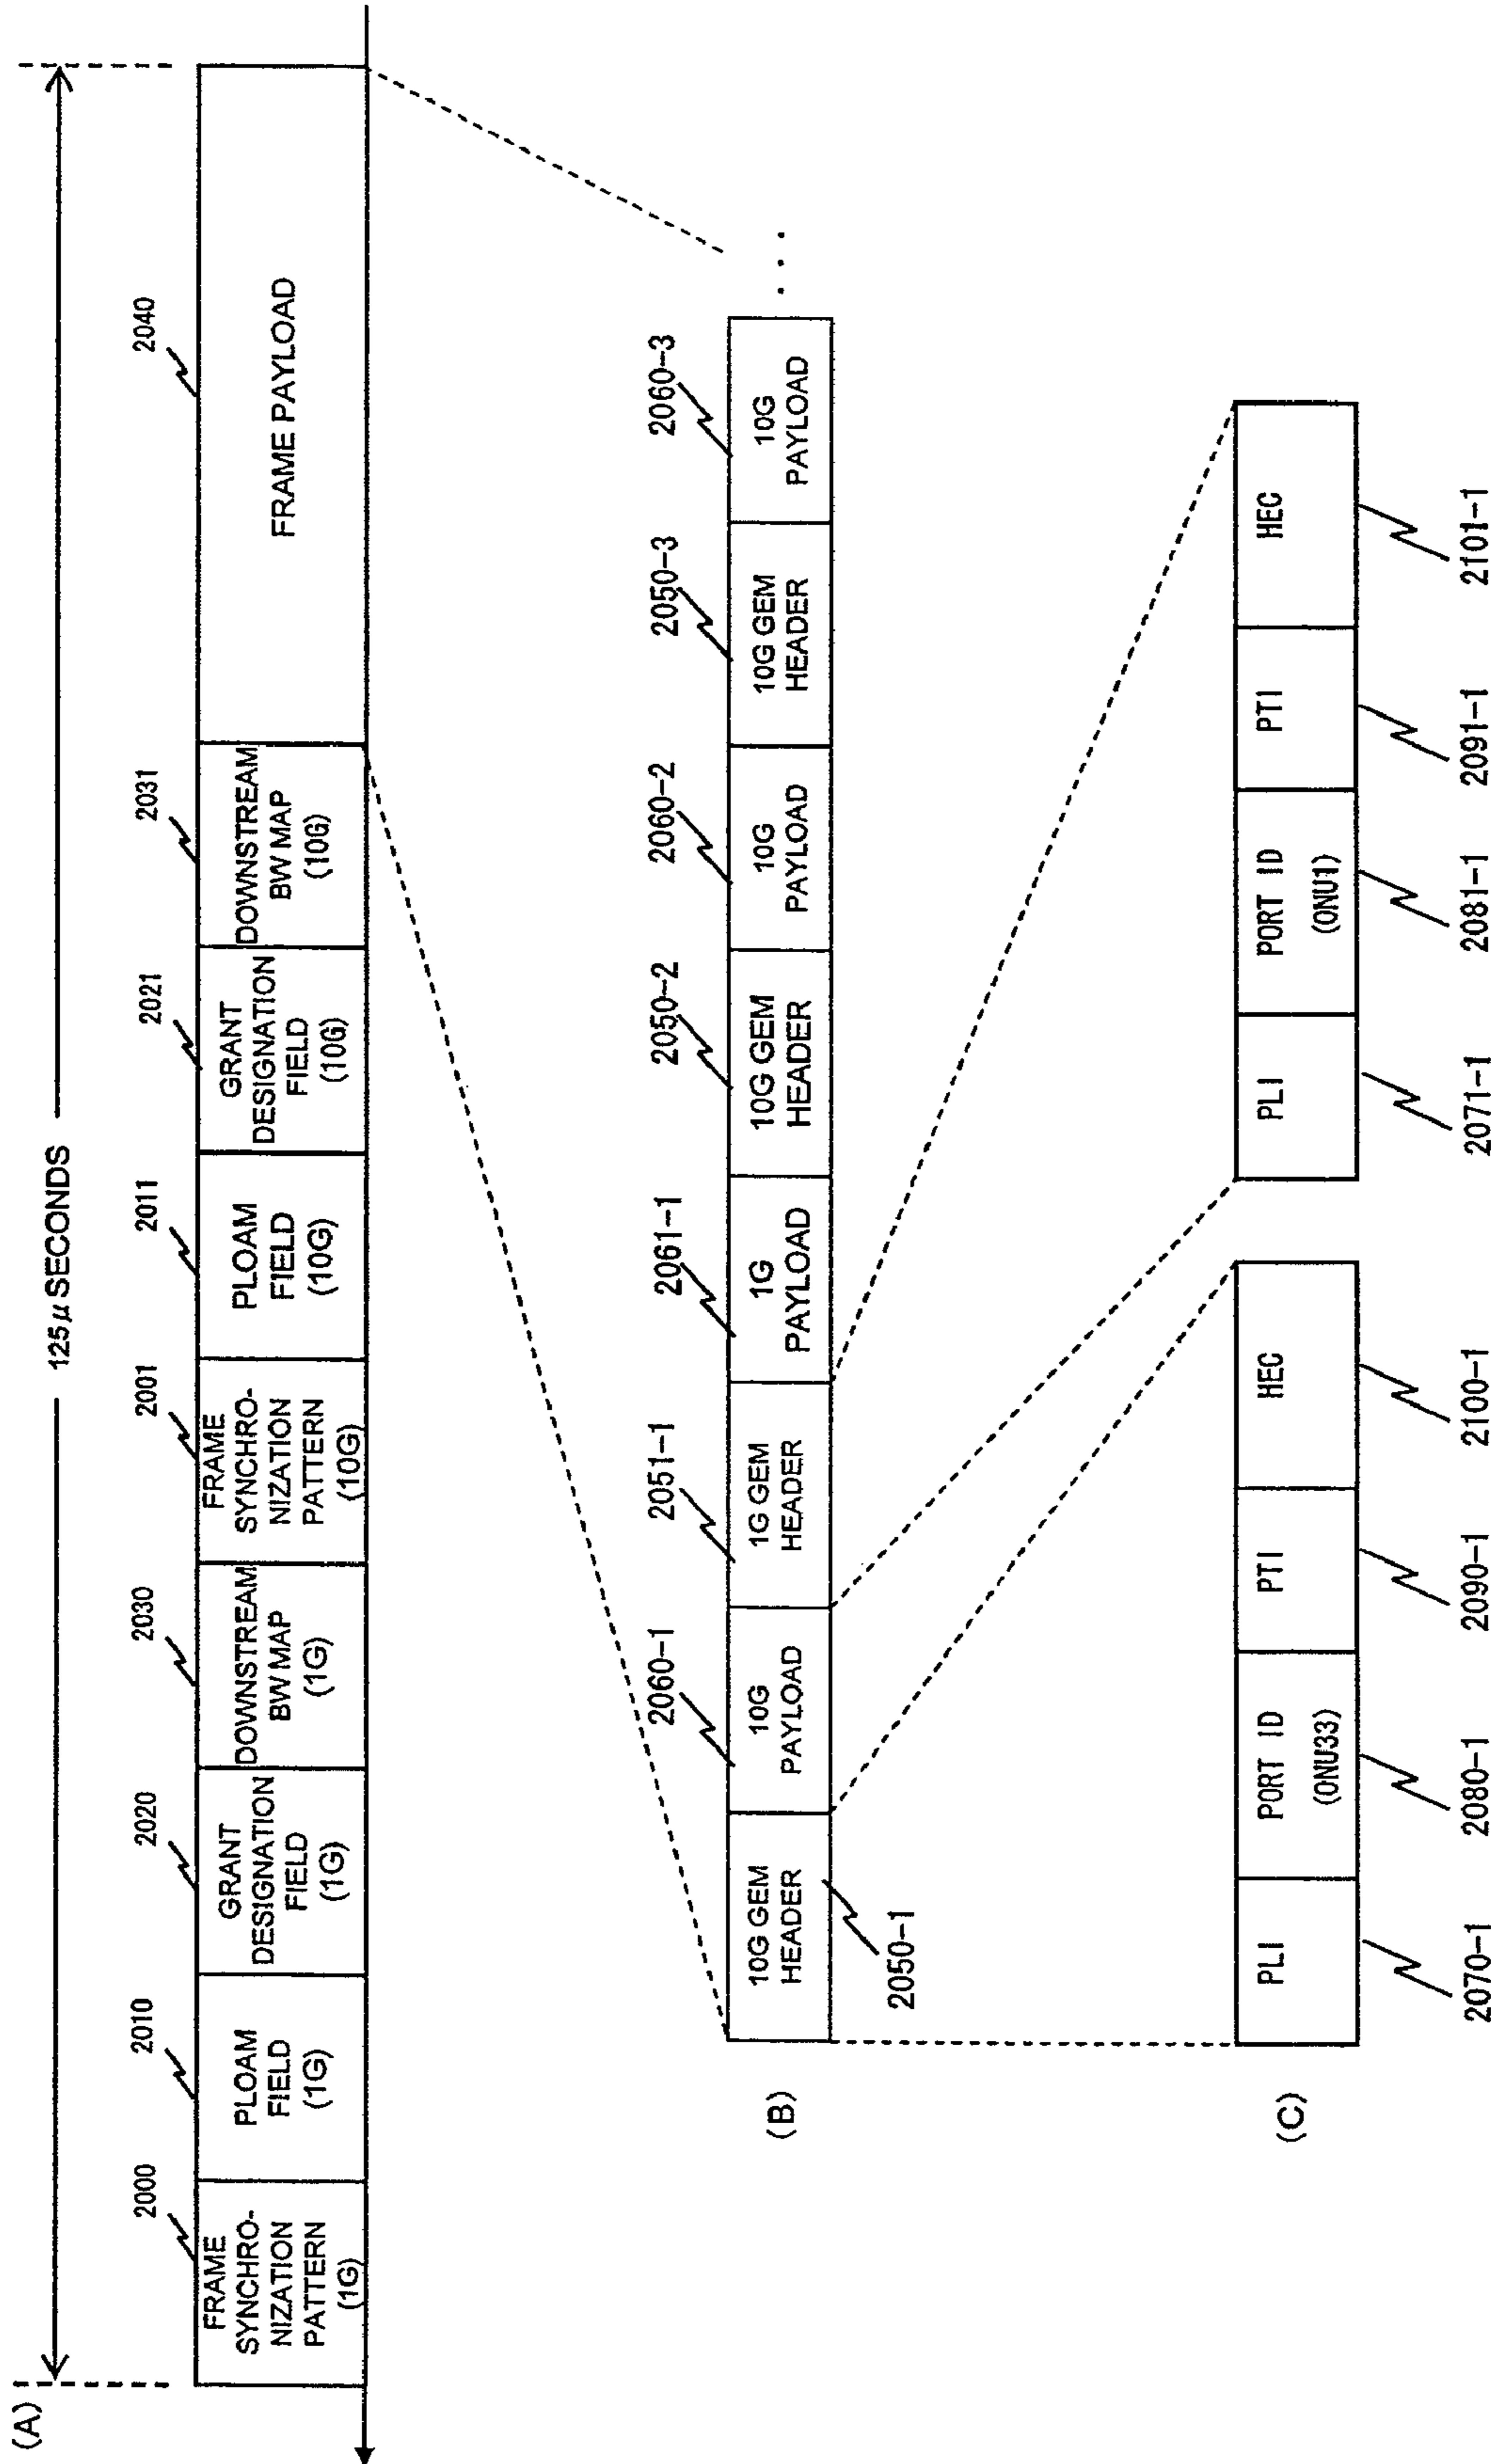 (A)
125μ SECONDS
2000
2010
2020
2030
2001
2011
2021
2031
2040
FRAME
SYNCHRO-
NIZATION
PATTERN
(1G)
PLOAM
FIELD
(1G)
GRANT
DESIGNATION
FIELD
(1G)
DOWNSTREAM
BW MAP
(1G)
FRAME
SYNCHRO-
NIZATION
PATTERN
(10G)
PLOAM
FIELD
(10G)
GRANT
DESIGNATION
FIELD
(10G)
DOWNSTREAM
BW MAP
(10G)
FRAME PAYLOAD
(B)
2060-1
2051-1
2061-1
2050-2
2060-2
2050-3
2060-3
10G GEM
HEADER
10G
PAYLOAD
1G GEM
HEADER
1G
PAYLOAD
10G GEM
HEADER
10G
PAYLOAD
10G GEM
HEADER
10G
PAYLOAD
...
2050-1
(C)
PLI
PORT ID
(ONU33)
PTI
HEC
PLI
PORT ID
(ONU1)
PTI
HEC
2070-1
2080-1
2090-1
2100-1
2071-1
2081-1
2091-1
2101-1